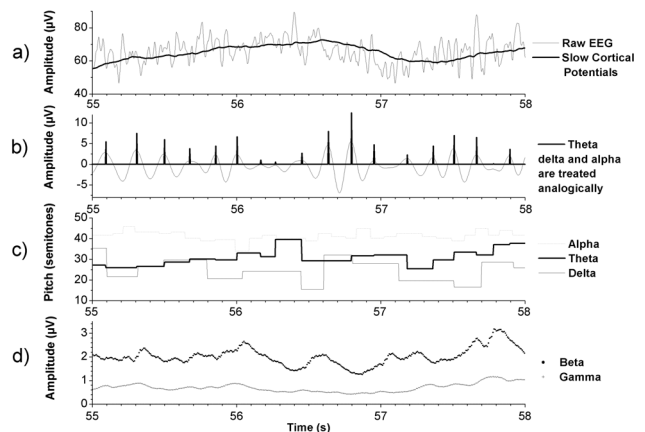 a)
Amplitude (µV)
80
60
40
55
56
57
58
Raw EEG
Slow Cortical
Potentials
b)
Amplitude (µV)
10
5
0
-5
55
56
57
58
Theta
delta and alpha
are treated
analogically
c)
Pitch (semitones)
50
40
30
20
10
55
56
57
58
Alpha
Theta
Delta
d)
Amplitude (µV)
3
2
1
0
55
56
57
58
Time (s)
Beta
Gamma